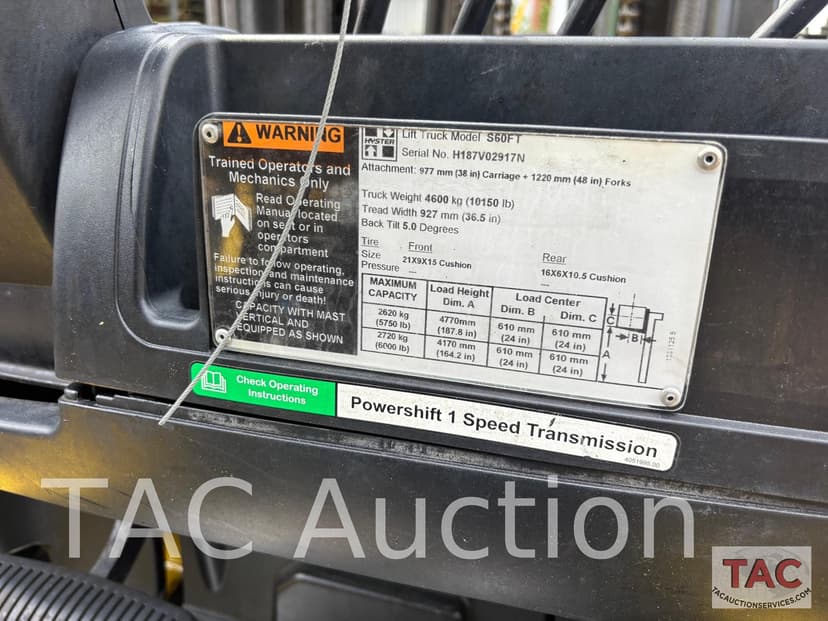 WARNING
Trained Operators and
Mechanics Only
Read Operating
Manual located
on seat or in
operators
compartment
Failure to follow operating,
inspection and maintenance
instructions can cause
serious injury or death!
CAPACITY WITH MAST
VERTICAL AND
EQUIPPED AS SHOWN
HYSTER
Lift Truck Model S60FT
Serial No. H187V02917N
Attachment: 977 mm (38 in) Carriage + 1220 mm (48 in) Forks
Truck Weight 4600 kg (10150 lb)
Tread Width 927 mm (36.5 in)
Back Tilt 5.0 Degrees
Tire Front Rear
Size 21X9X15 Cushion 16X6X10.5 Cushion
Pressure --- ---
MAXIMUM CAPACITY Load Height Dim. A Load Center Dim. B Dim. C
2620 kg (5750 lb) 4770mm (187.8 in) 610 mm (24 in) 610 mm (24 in)
2720 kg (6000 lb) 4170 mm (164.2 in) 610 mm (24 in) 610 mm (24 in)
C
B
A
Check Operating
Instructions
Powershift 1 Speed Transmission
TAC Auction
TAC
TACAUCTIONSERVICES.COM